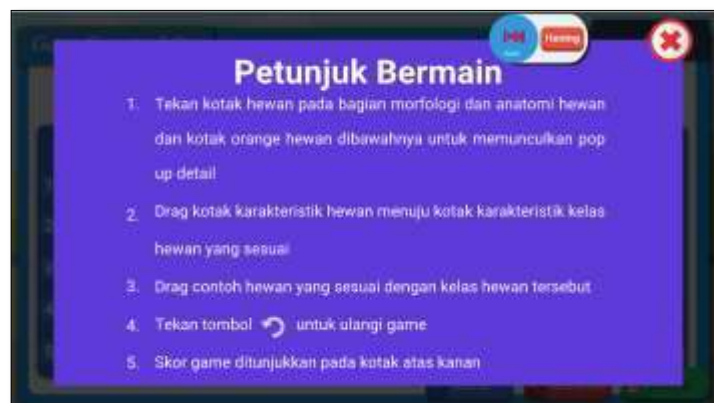 Petunjuk Bermain
1. Tekan kotak hewan pada bagian morfologi dan anatomi hewan
dan kotak orange hewan dibawahnya untuk memunculkan pop
up detail
2. Drag kotak karakteristik hewan menuju kotak karakteristik kelas
hewan yang sesuai
3. Drag contoh hewan yang sesuai dengan kelas hewan tersebut
4. Tekan tombol untuk ulangi game
5. Skor game ditunjukkan pada kotak atas kanan